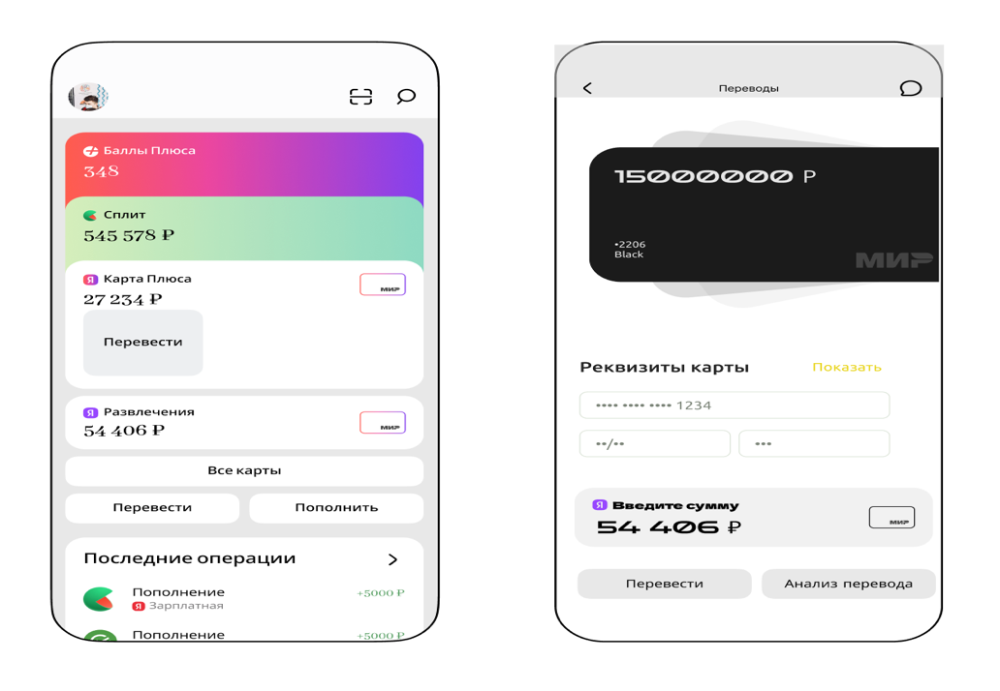 Баллы Плюса
348
Сплит
545 578 ₽
Я Карта Плюса
27 234 ₽
МИР
Перевести
Я Развлечения
54 406 ₽
МИР
Все карты
Перевести
Пополнить
Последние операции
Пополнение
+5000 ₽
Я Зарплатная
Пополнение
+5000 ₽
Переводы
15000000 ₽
•2206
Black
МИР
Реквизиты карты
Показать
•••• •••• •••• 1234
••/••
•••
Я Введите сумму
54 406 ₽
МИР
Перевести
Анализ перевода